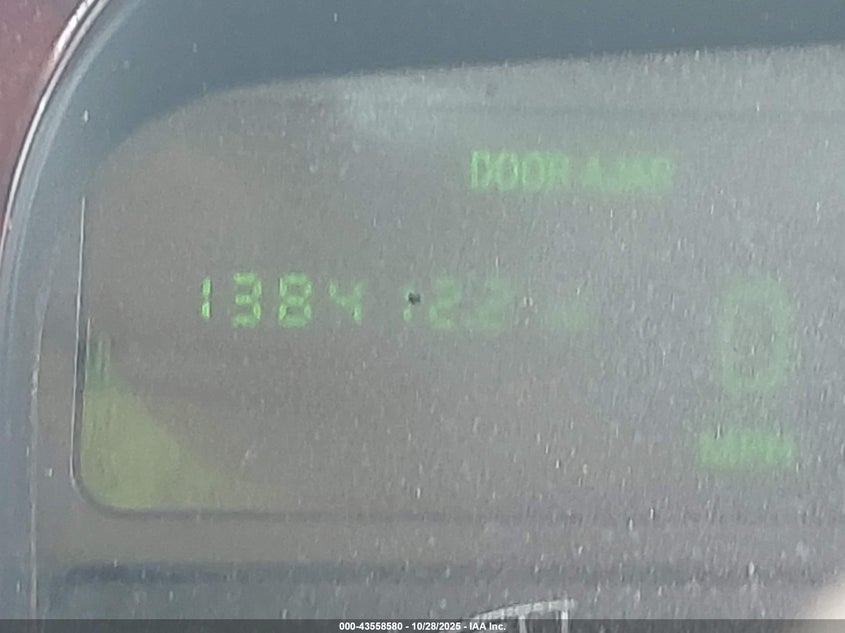 DOOR AJAR
1384 122
0
MPH
000-43558580 - 10/28/2025 - IAA Inc.